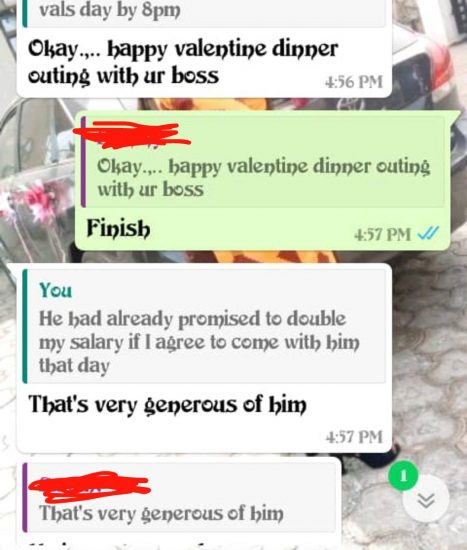 vals day by 8pm
Okay.,.. happy valentine dinner
outing with ur boss
4:56 PM
Okay.,.. happy valentine dinner outing
with ur boss
Finish
4:57 PM
You
He had already promised to double
my salary if I agree to come with him
that day
That's very generous of him
4:57 PM
1
That's very generous of him